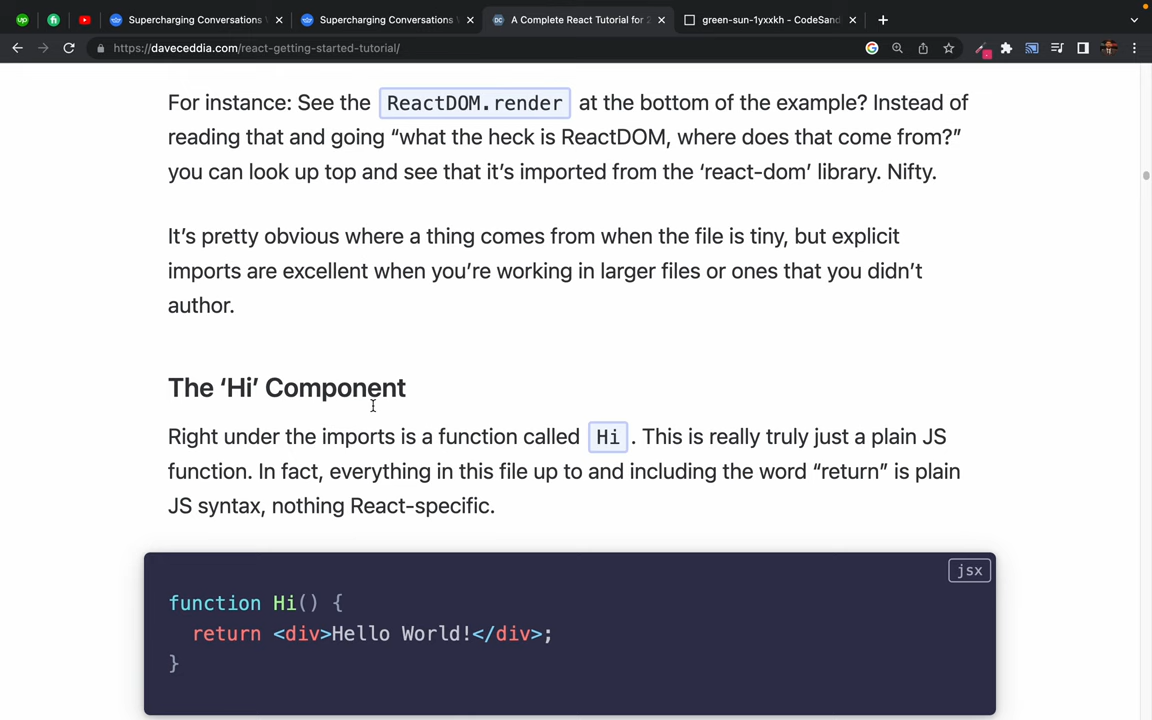 Supercharging Conversations
Supercharging Conversations
A Complete React Tutorial for 2
green-sun-1yxxkh - CodeSand
https://daveceddia.com/react-getting-started-tutorial/
For instance: See the ReactDOM.render at the bottom of the example? Instead of
reading that and going “what the heck is ReactDOM, where does that come from?”
you can look up top and see that it’s imported from the ‘react-dom’ library. Nifty.
It’s pretty obvious where a thing comes from when the file is tiny, but explicit
imports are excellent when you’re working in larger files or ones that you didn’t
author.
The ‘Hi’ Component
Right under the imports is a function called Hi . This is really truly just a plain JS
function. In fact, everything in this file up to and including the word “return” is plain
JS syntax, nothing React-specific.
jsx
function Hi() {
return <div>Hello World!</div>;
}